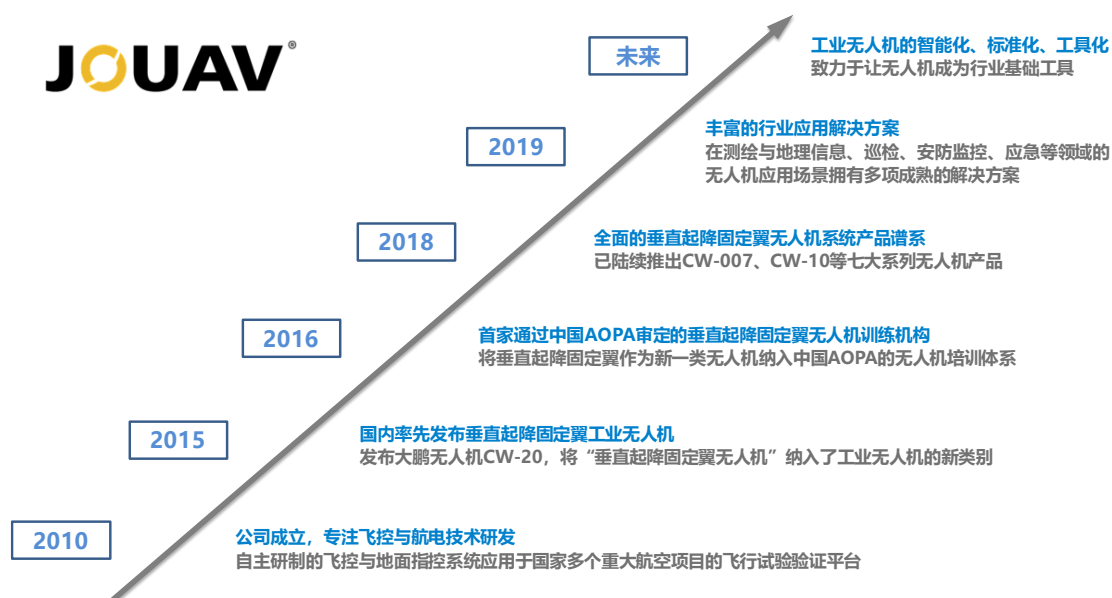 JOUAV®
未来
工业无人机的智能化、标准化、工具化
致力于让无人机成为行业基础工具
2019
丰富的行业应用解决方案
在测绘与地理信息、巡检、安防监控、应急等领域的
无人机应用场景拥有多项成熟的解决方案
2018
全面的垂直起降固定翼无人机系统产品谱系
已陆续推出CW-007、CW-10等七大系列无人机产品
2016
首家通过中国AOPA审定的垂直起降固定翼无人机训练机构
将垂直起降固定翼作为新一类无人机纳入中国AOPA的无人机培训体系
2015
国内率先发布垂直起降固定翼工业无人机
发布大鹏无人机CW-20，将“垂直起降固定翼无人机”纳入了工业无人机的新类别
2010
公司成立，专注飞控与航电技术研发
自主研制的飞控与地面指控系统应用于国家多个重大航空项目的飞行试验验证平台